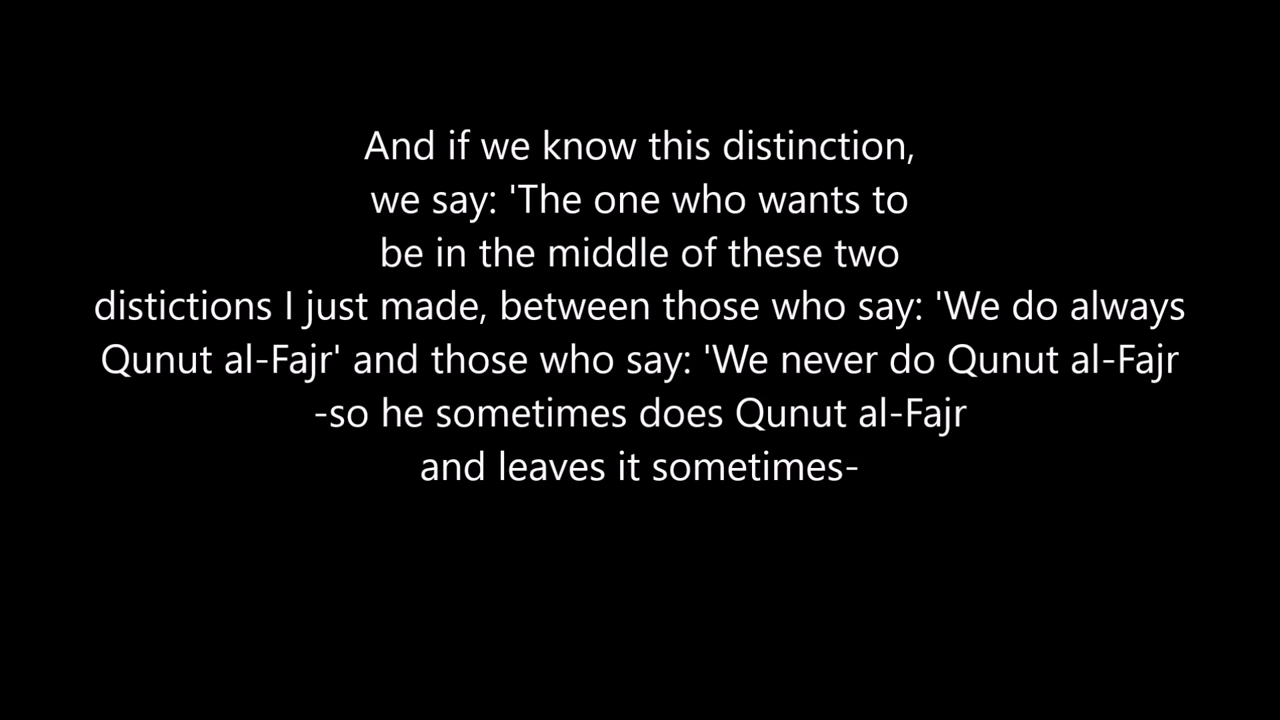 And if we know this distinction,
we say: 'The one who wants to
be in the middle of these two
distictions I just made, between those who say: 'We do always
Qunut al-Fajr' and those who say: 'We never do Qunut al-Fajr
-so he sometimes does Qunut al-Fajr
and leaves it sometimes-